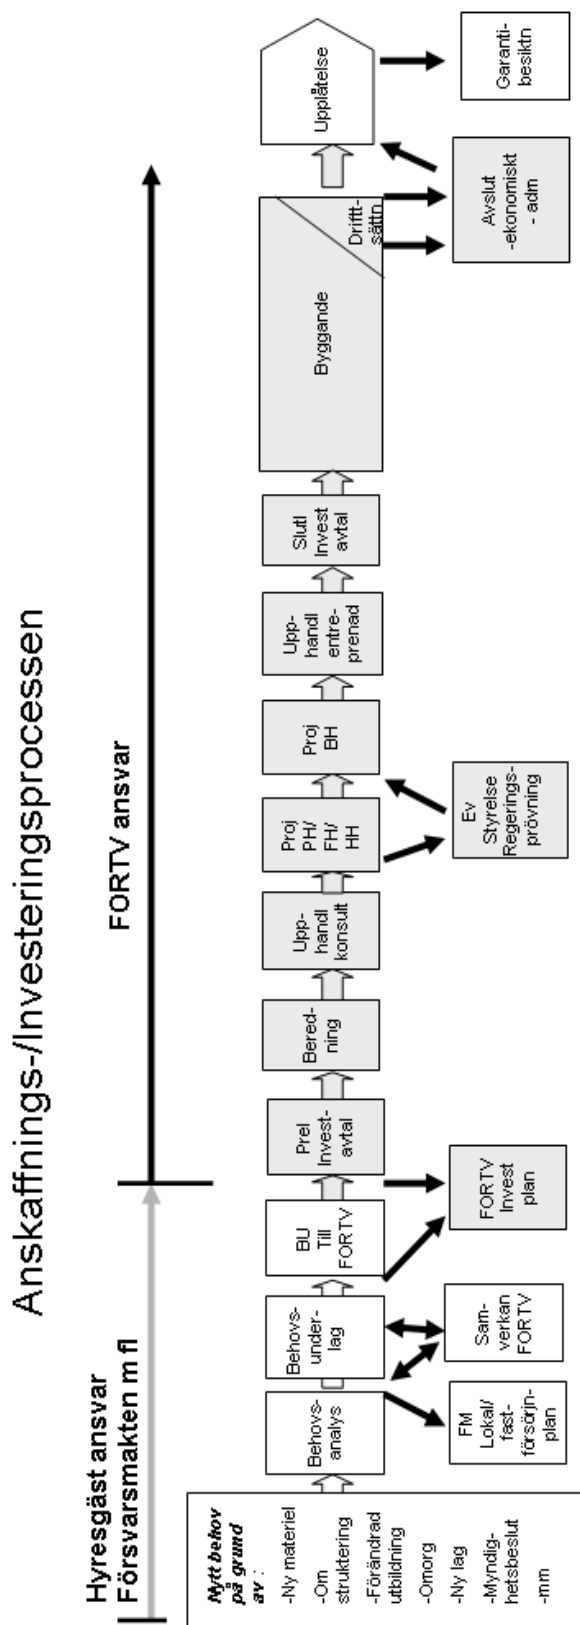 Anskaffnings-/Investeringsprocessen
Hyresgäst ansvar
Försvarsmakten m fl
FORTV ansvar
Nytt behov
på grund
av :
-Ny materiel
-Om
struktering
-Förändrad
utbildning
-Omorg
-Ny lag
-Myndig-
hetsbeslut
-mm
Behovs-
analys
Behovs-
under-
lag
BU
Till
FORTV
Prel
Invest-
avtal
Bered-
ning
Upp-
handl
konsult
Proj
PH/
FH/
HH
Proj
BH
Upp-
handl
entre-
prenad
Slutl
Invest
avtal
Byggande
Drifft-
sättn
Upplåtelse
FM
Lokal/
fast-
försörjn-
plan
Sam-
verkan
FORTV
FORTV
Invest
plan
Ev
Styrelse
Regerings-
prövning
Avslut
-ekonomiskt
- adm
Garanti-
besiktn